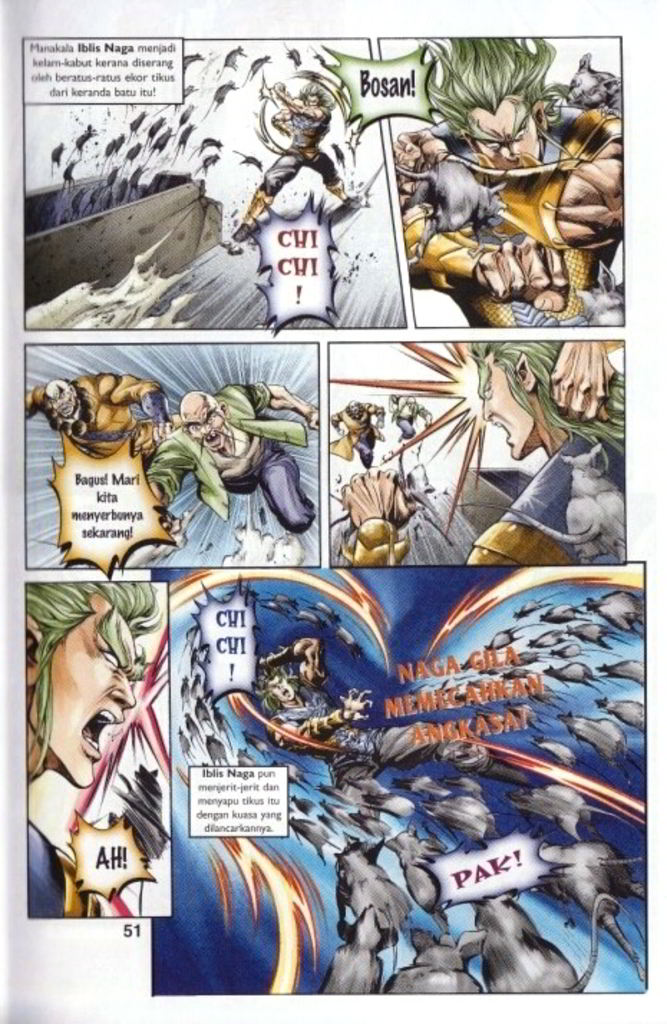 Manakala Iblis Naga menjadi
kelam-kabut kerana diserang
oleh beratus-ratus ekor tikus
dari keranda batu itu!
Bosan!
CHI
CHI
!
Bagus! Mari
kita
menyerbunya
sekarang!
AH!
CHI
CHI
!
NAGA GILA
MEMECAHKAN
ANGKASA!
Iblis Naga pun
menjerit-jerit dan
menyapu tikus itu
dengan kuasa yang
dilancarkannya.
PAK!
51